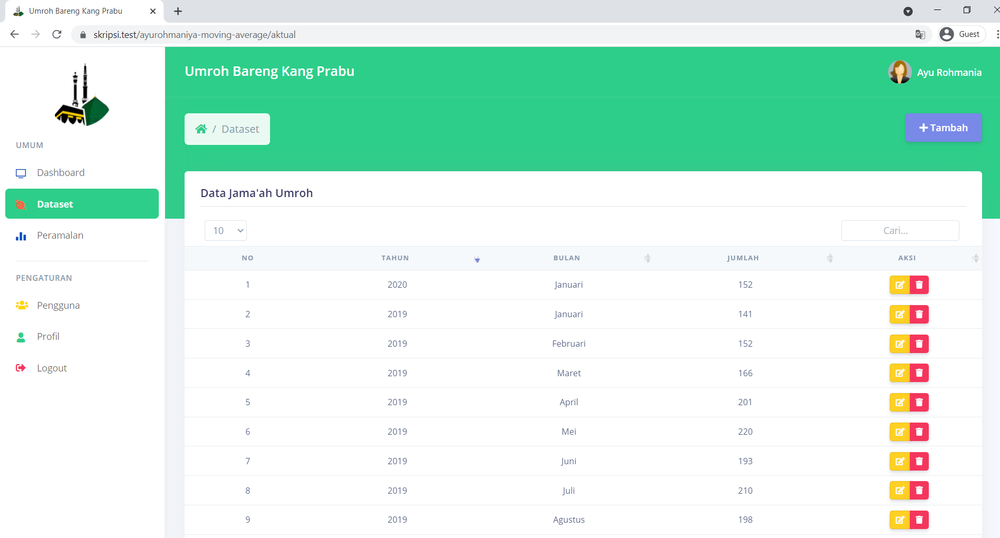 Umroh Bareng Kang Prabu
skripsi.test/ayurohmaniya-moving-average/aktual
Guest
Umroh Bareng Kang Prabu
Ayu Rohmania
/ Dataset
Tambah
UMUM
Dashboard
Dataset
Peramalan
PENGATURAN
Pengguna
Profil
Logout
Data Jama'ah Umroh
10
Cari...
NO TAHUN BULAN JUMLAH AKSI
1 2020 Januari 152
2 2019 Januari 141
3 2019 Februari 152
4 2019 Maret 166
5 2019 April 201
6 2019 Mei 220
7 2019 Juni 193
8 2019 Juli 210
9 2019 Agustus 198